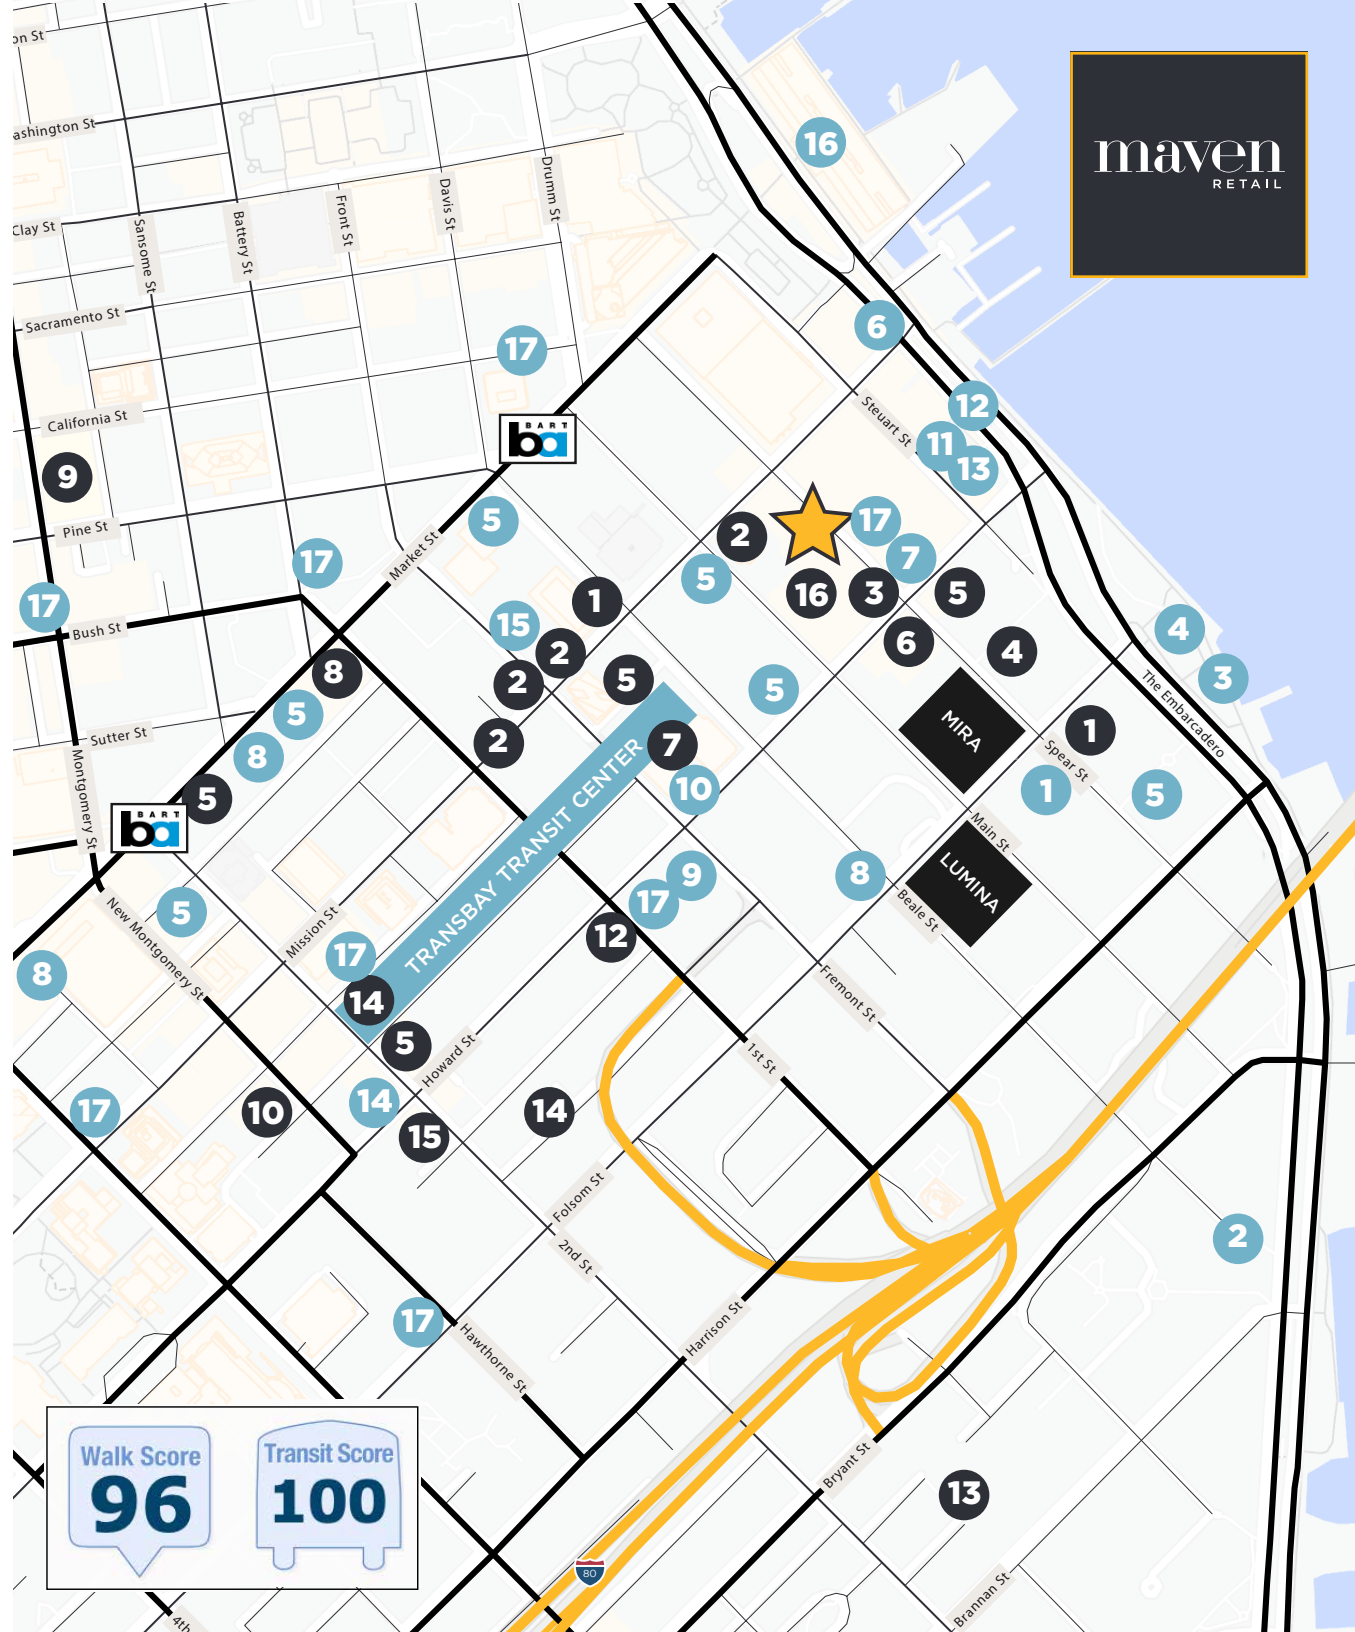 on St
ashington St
16
maven
RETAIL
Drumm St
Davis St
Front St
Battery St
Sansome St
Clay St
Sacramento St
6
17
California St
12
Steuart St
11
13
BART
ba
9
Pine St
5
2
17
Market St
7
17
5
16
3
5
17
1
15
Bush St
4
2
6
4
8
5
2
5
3
The Embarcadero
5
MIRA
1
Sutter St
2
7
Spear St
8
10
1
5
5
Montgomery St
BART
ba
TRANSBAY TRANSIT CENTER
Main St
9
8
LUMINA
17
5
Beale St
New Montgomery St
Mission St
12
17
8
Fremont St
14
5
Howard St
1st St
14
17
10
14
15
Folsom St
2nd St
2
17
Harrison St
Hawthorne St
Walk Score
96
Transit Score
100
Bryant St
13
80
Brannan St
4th